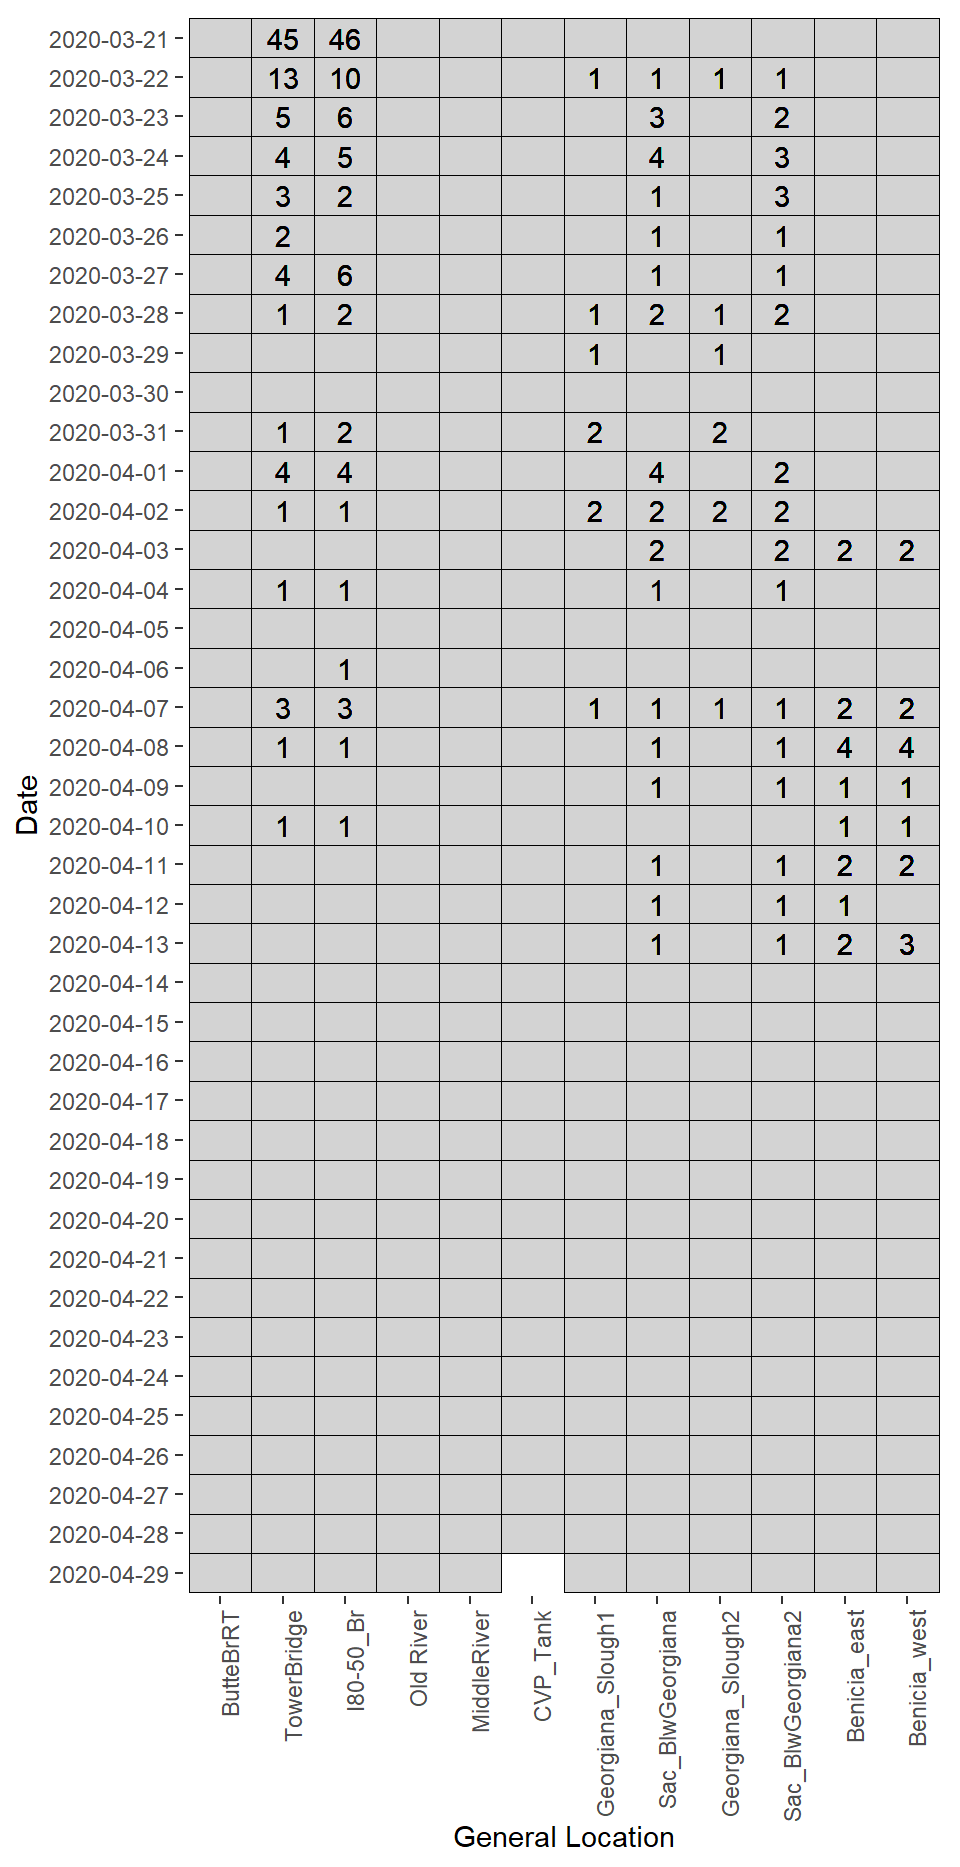 2020-03-21 45 46
2020-03-22 13 10 1 1 1 1
2020-03-23 5 6 3 2
2020-03-24 4 5 4 3
2020-03-25 3 2 1 3
2020-03-26 2 1 1
2020-03-27 4 6 1 1
2020-03-28 1 2 1 2 1 2
2020-03-29 1 1
2020-03-30
2020-03-31 1 2 2 2
2020-04-01 4 4 4 2
2020-04-02 1 1 2 2 2 2
2020-04-03 2 2 2 2
2020-04-04 1 1 1 1
2020-04-05
2020-04-06 1
2020-04-07 3 3 1 1 1 1 2 2
2020-04-08 1 1 1 1 4 4
2020-04-09 1 1 1 1
2020-04-10 1 1 1 1
2020-04-11 1 1 2 2
2020-04-12 1 1 1
2020-04-13 1 1 2 3
2020-04-14
2020-04-15
2020-04-16
2020-04-17
2020-04-18
2020-04-19
2020-04-20
2020-04-21
2020-04-22
2020-04-23
2020-04-24
2020-04-25
2020-04-26
2020-04-27
2020-04-28
2020-04-29
Date
ButteBrRT
TowerBridge
I80-50_Br
Old River
MiddleRiver
CVP_Tank
Georgiana_Slough1
Sac_BlwGeorgiana
Georgiana_Slough2
Sac_BlwGeorgiana2
Benicia_east
Benicia_west
General Location